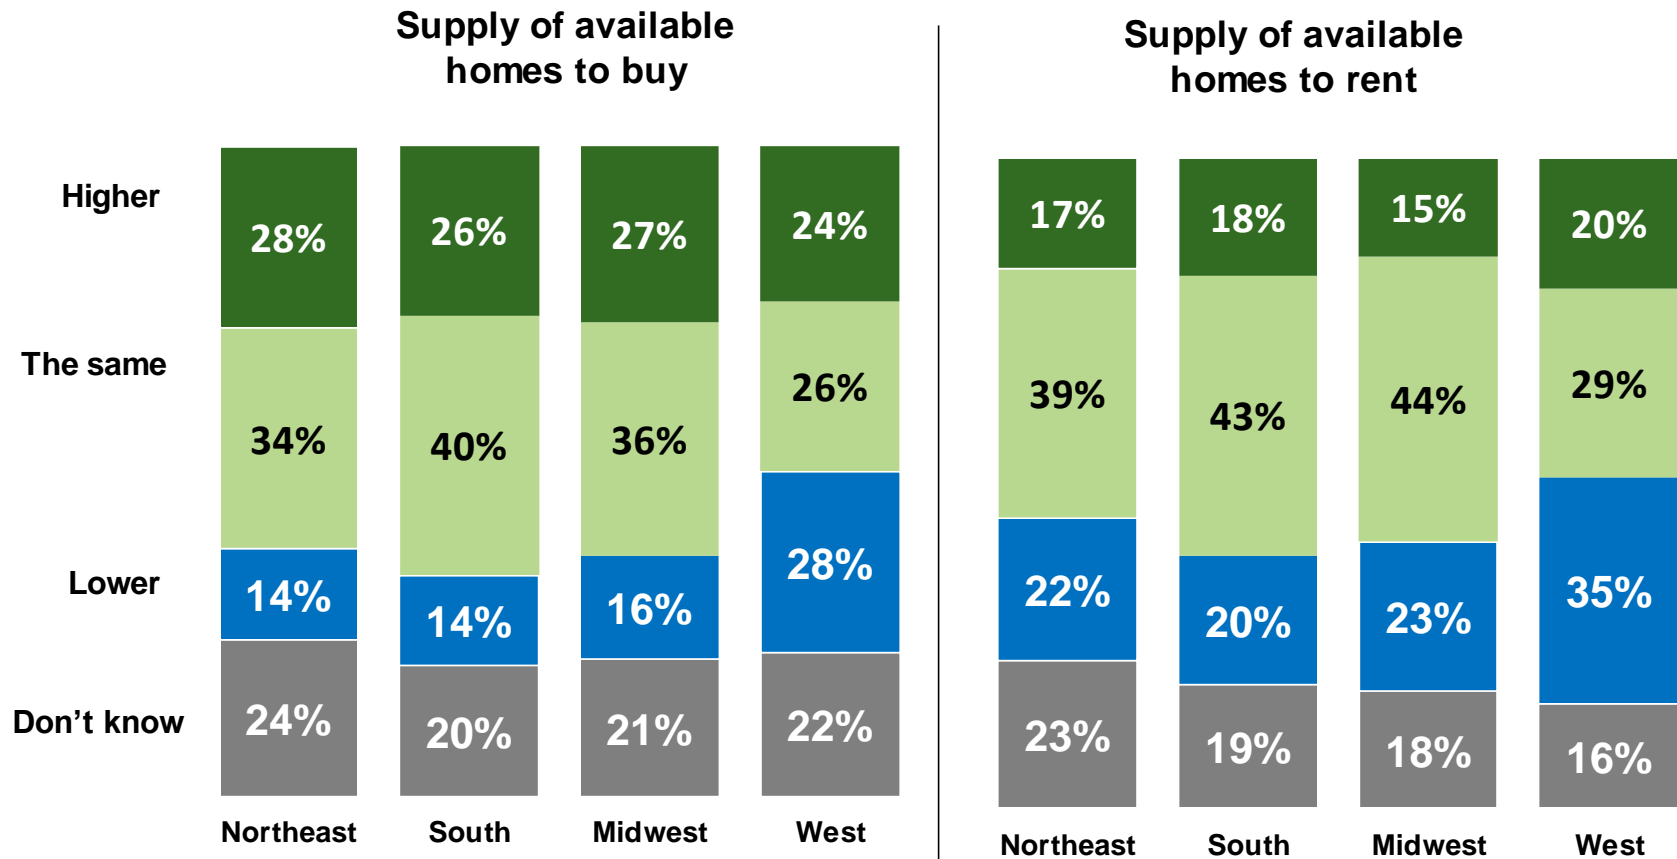 Supply of available
homes to buy
Supply of available
homes to rent
Higher
28%
26%
27%
24%
17%
18%
15%
20%
The same
34%
40%
36%
26%
39%
43%
44%
29%
Lower
14%
14%
16%
28%
22%
20%
23%
35%
Don’t know
24%
20%
21%
22%
23%
19%
18%
16%
Northeast
South
Midwest
West
Northeast
South
Midwest
West